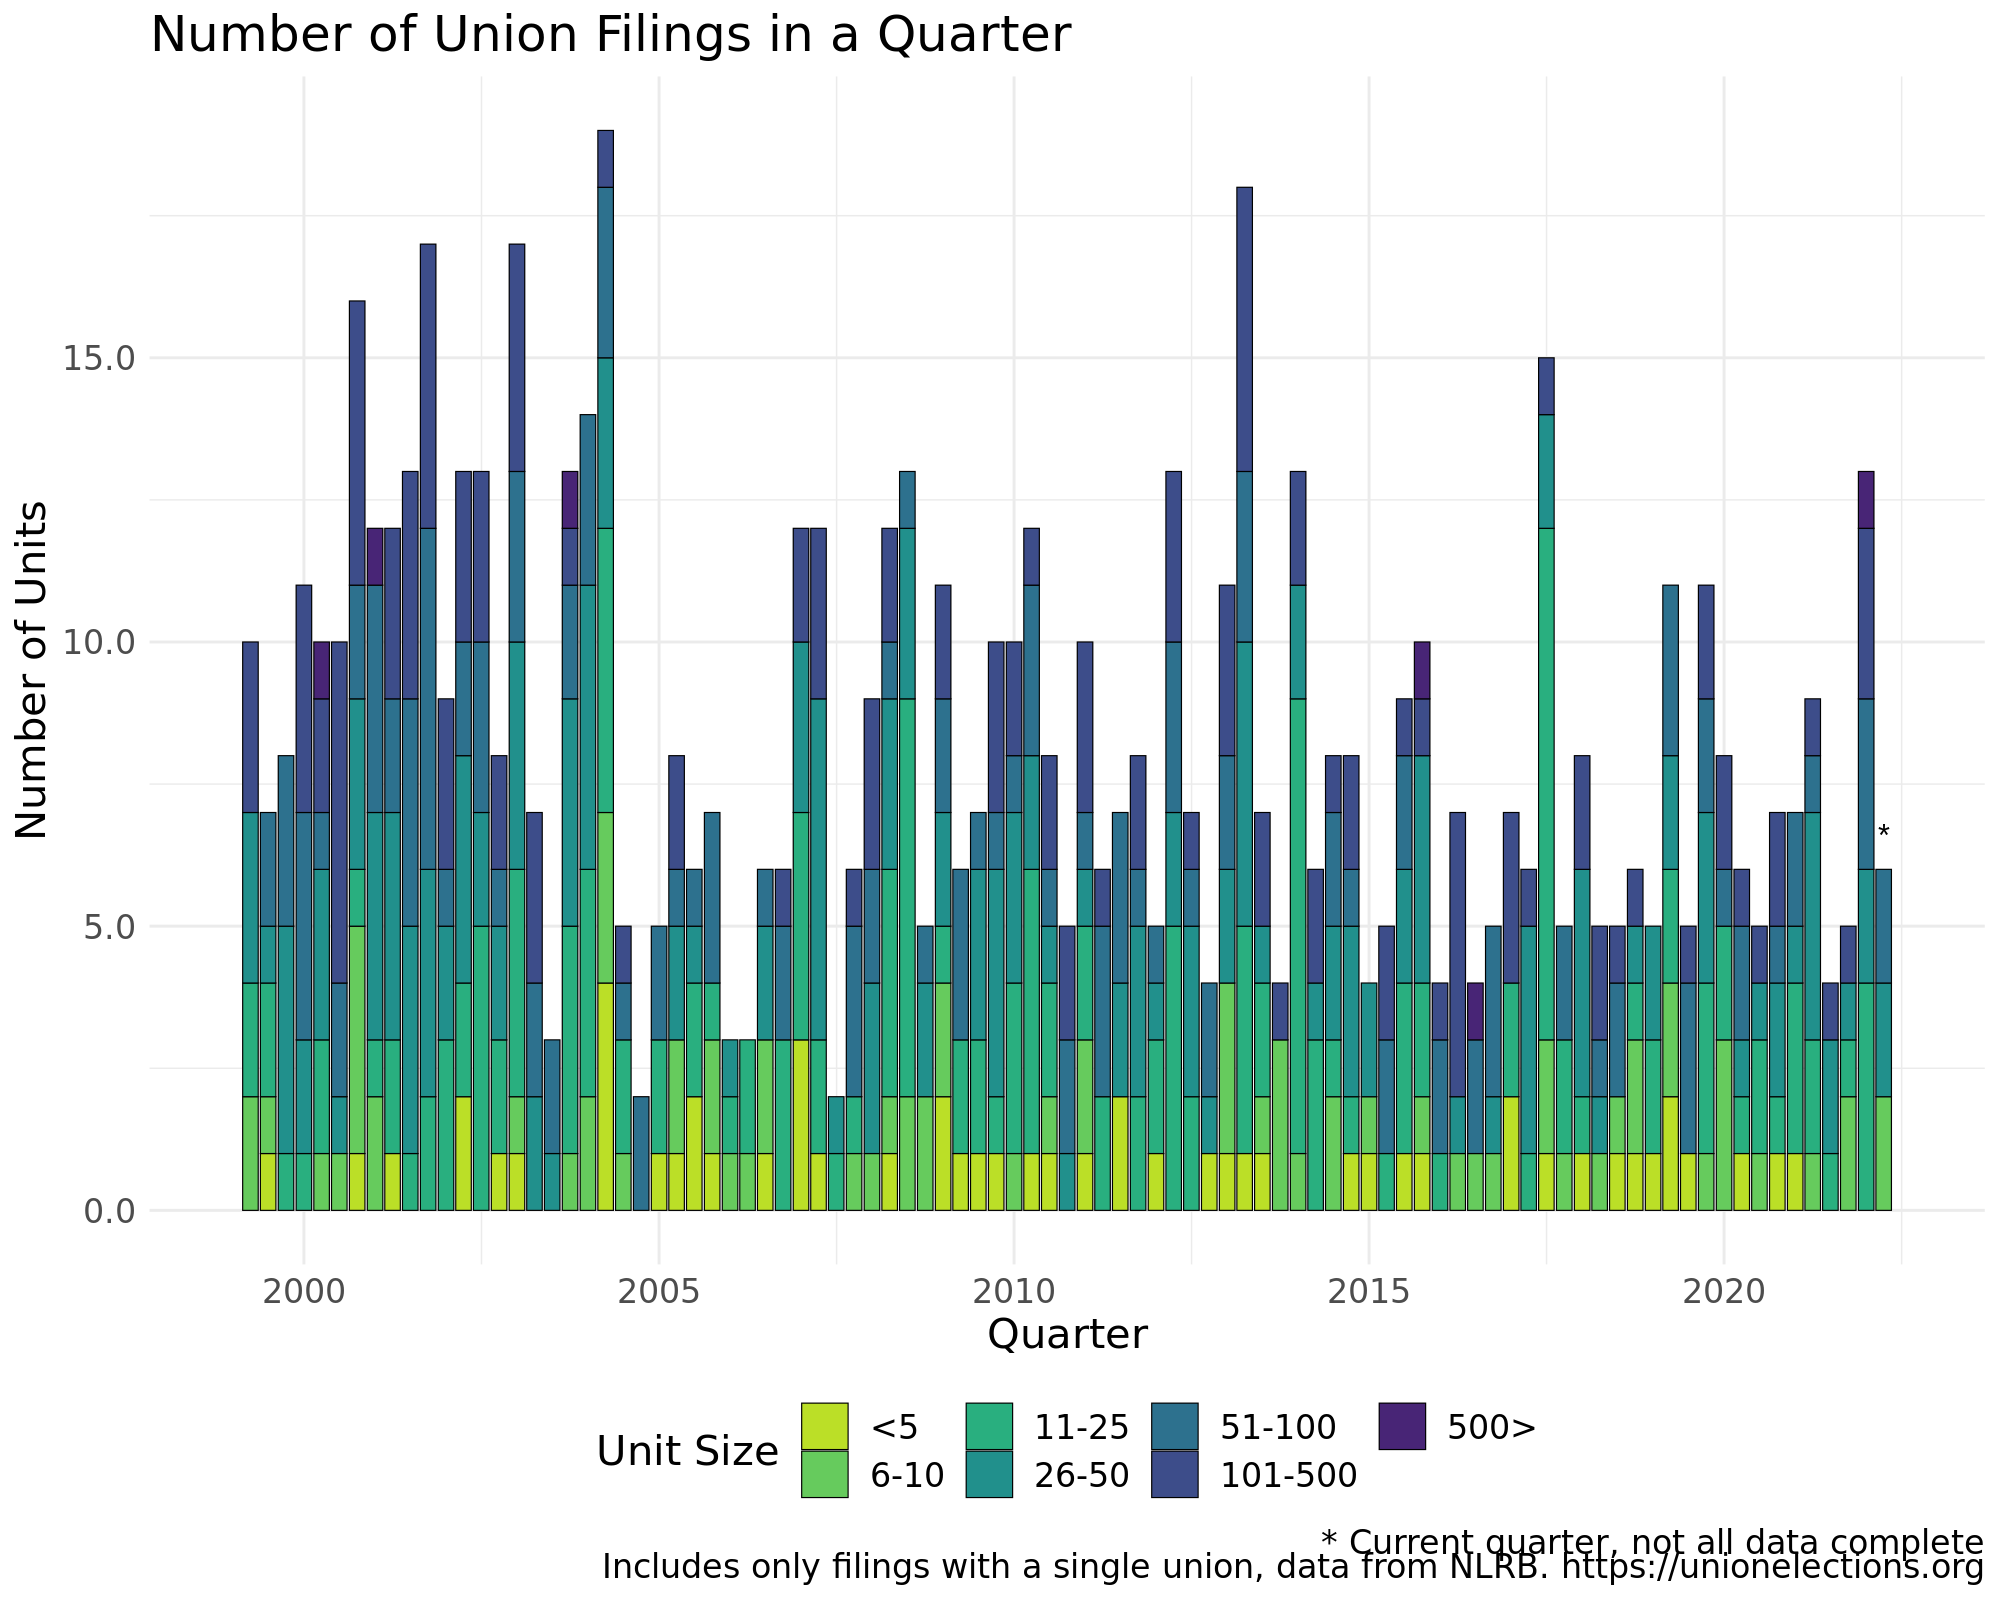 Number of Union Filings in a Quarter
Number of Units
15.0
10.0
5.0
0.0
*
2000 2005 2010 2015 2020
Quarter
Unit Size
<5 11-25 51-100 500>
6-10 26-50 101-500
* Current quarter, not all data complete
Includes only filings with a single union, data from NLRB. https://unionelections.org